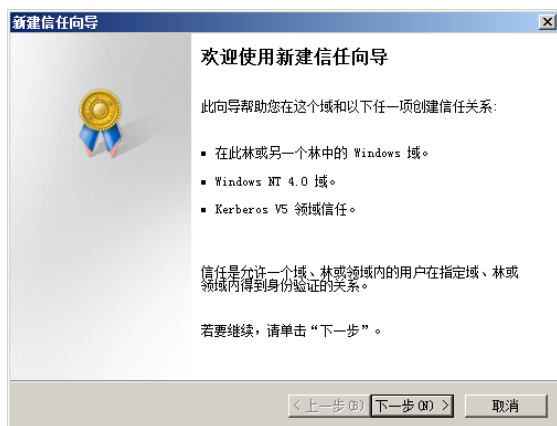 新建信任向导
欢迎使用新建信任向导
此向导帮助您在这个域和以下任一项创建信任关系:
▪ 在此林或另一个林中的 Windows 域。
▪ Windows NT 4.0 域。
▪ Kerberos V5 领域信任。
信任是允许一个域、林或领域内的用户在指定域、林或
领域内得到身份验证的关系。
若要继续，请单击“下一步”。
< 上一步(B) 下一步(N) > 取消